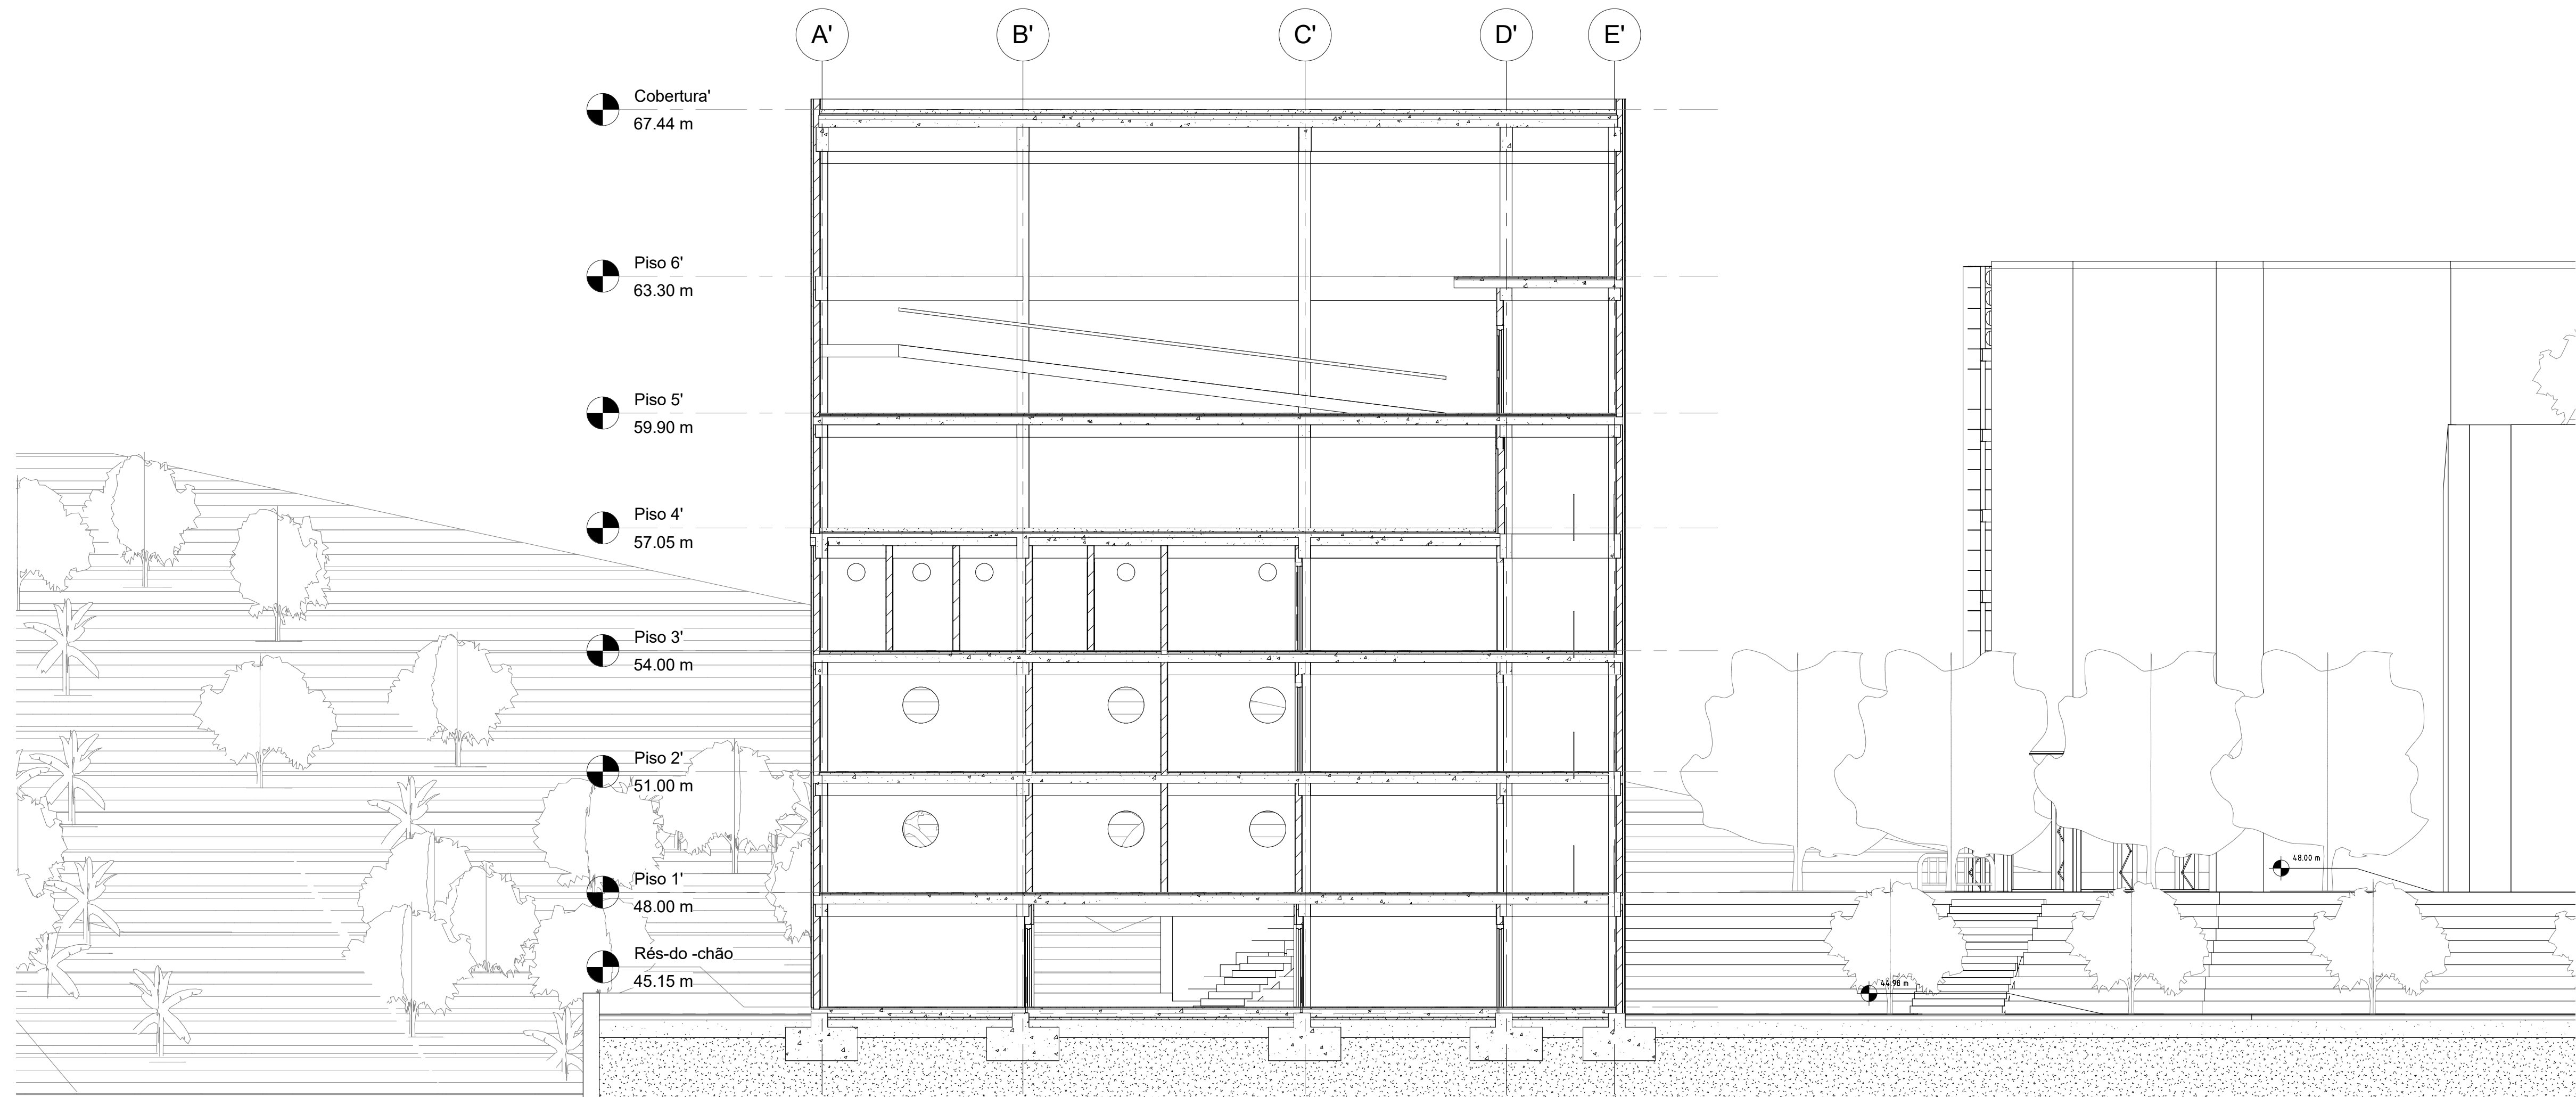 A' B' C' D' E'
Cobertura'
67.44 m
Piso 6'
63.30 m
Piso 5'
59.90 m
Piso 4'
57.05 m
Piso 3'
54.00 m
Piso 2'
51.00 m
48.00 m
Piso 1'
48.00 m
Rés-do -chão
45.15 m
44.98 m